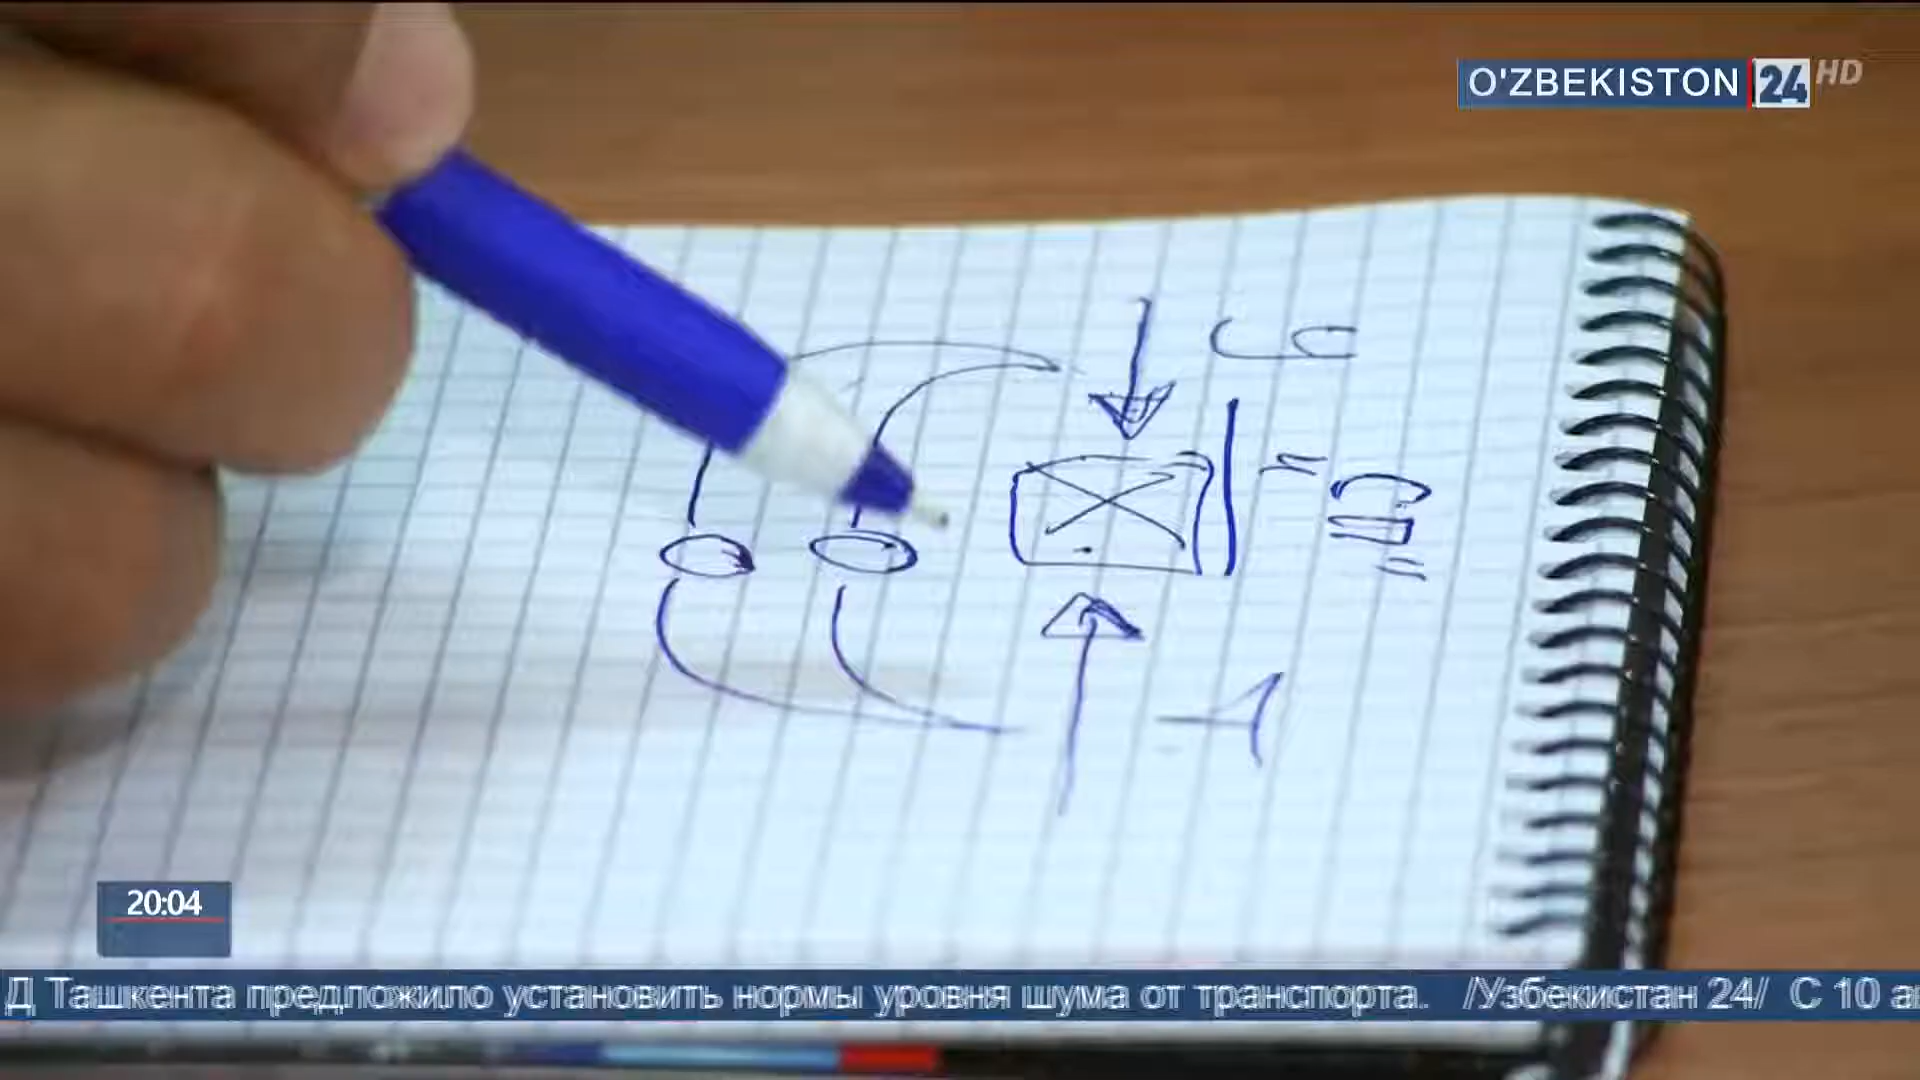 O'ZBEKISTON 24 HD
20:04
Д Ташкента предложило установить нормы уровня шума от транспорта. /Узбекистан 24/ С 10 а